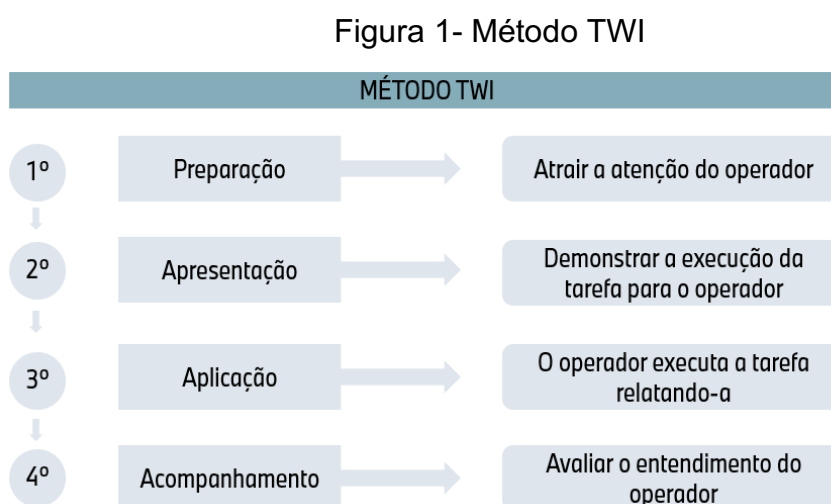 Figura 1- Método TWI
MÉTODO TWI
1º
Preparação
Atrair a atenção do operador
2º
Apresentação
Demonstrar a execução da
tarefa para o operador
3º
Aplicação
O operador executa a tarefa
relatando-a
4º
Acompanhamento
Avaliar o entendimento do
operador